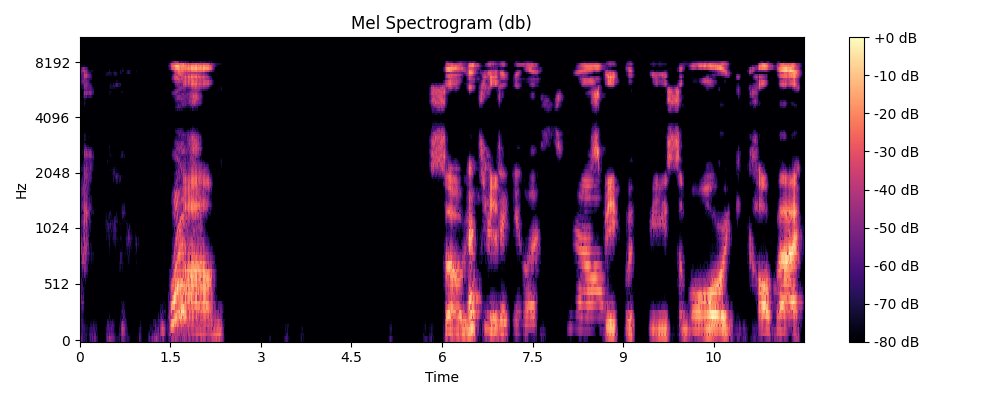 Mel Spectrogram (db)
Hz
8192
4096
2048
1024
512
0
0 1.5 3 4.5 6 7.5 9 10
Time
+0 dB
-10 dB
-20 dB
-30 dB
-40 dB
-50 dB
-60 dB
-70 dB
-80 dB